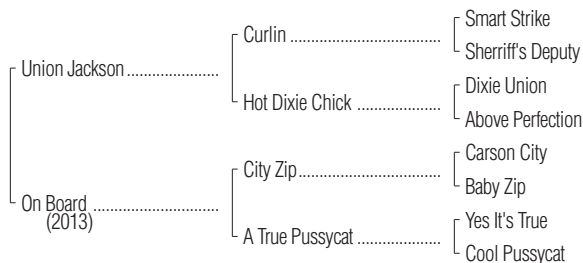 Smart Strike
Curlin
Sherriff's Deputy
Union Jackson
Dixie Union
Hot Dixie Chick
Above Perfection
Carson City
City Zip
Baby Zip
On Board
(2013)
Yes It's True
A True Pussycat
Cool Pussycat